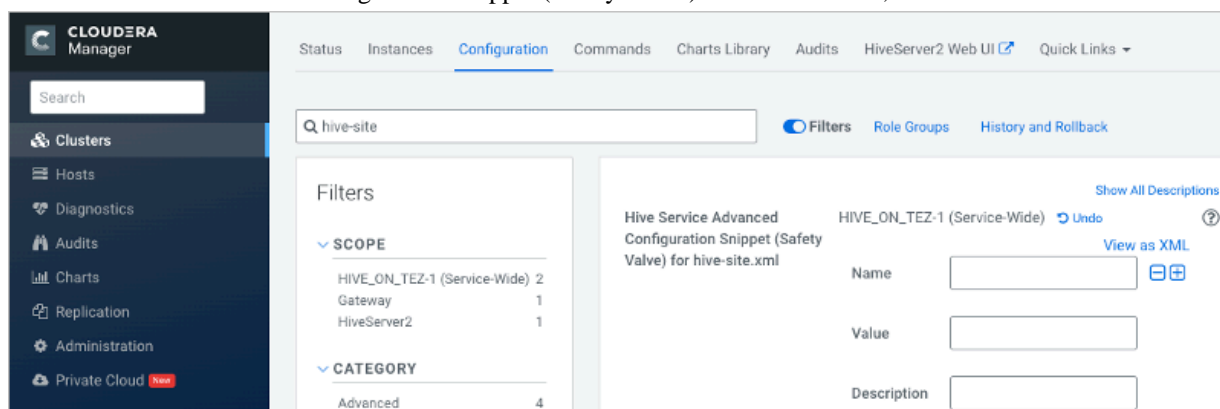 CLOUDERA
Manager
Search
Clusters
Hosts
Diagnostics
Audits
Charts
Replication
Administration
Private Cloud New
Status Instances Configuration Commands Charts Library Audits HiveServer2 Web UI Quick Links
hive-site
Filters Role Groups History and Rollback
Filters
SCOPE
HIVE_ON_TEZ-1 (Service-Wide) 2
Gateway 1
HiveServer2 1
CATEGORY
Advanced 4
Show All Descriptions
Hive Service Advanced
Configuration Snippet (Safety
Valve) for hive-site.xml
HIVE_ON_TEZ-1 (Service-Wide) Undo
View as XML
Name
Value
Description